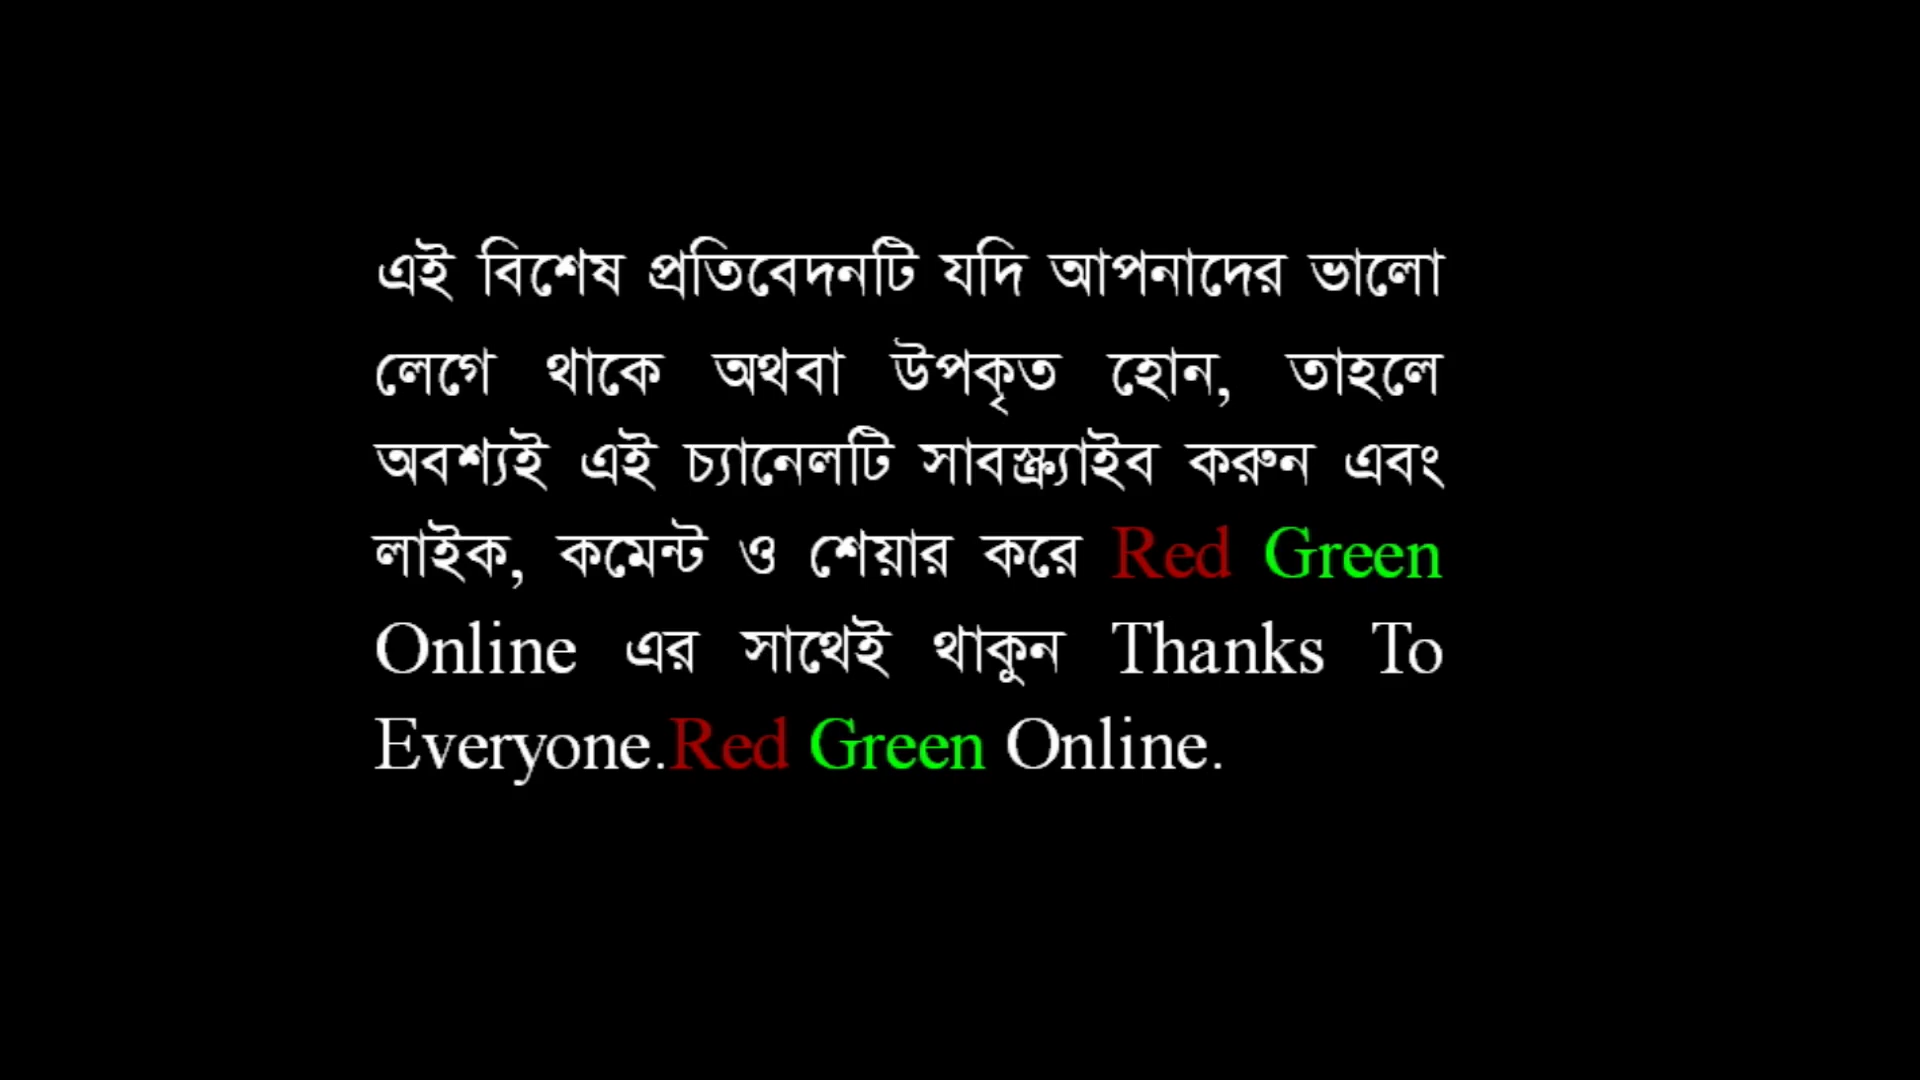 এই বিশেষ প্রতিবেদনটি যদি আপনাদের ভালো
লেগে থাকে অথবা উপকৃত হোন, তাহলে
অবশ্যই এই চ্যানেলটি সাবস্ক্র্যাইব করুন এবং
লাইক, কমেন্ট ও শেয়ার করে Red Green
Online এর সাথেই থাকুন Thanks To
Everyone.Red Green Online.